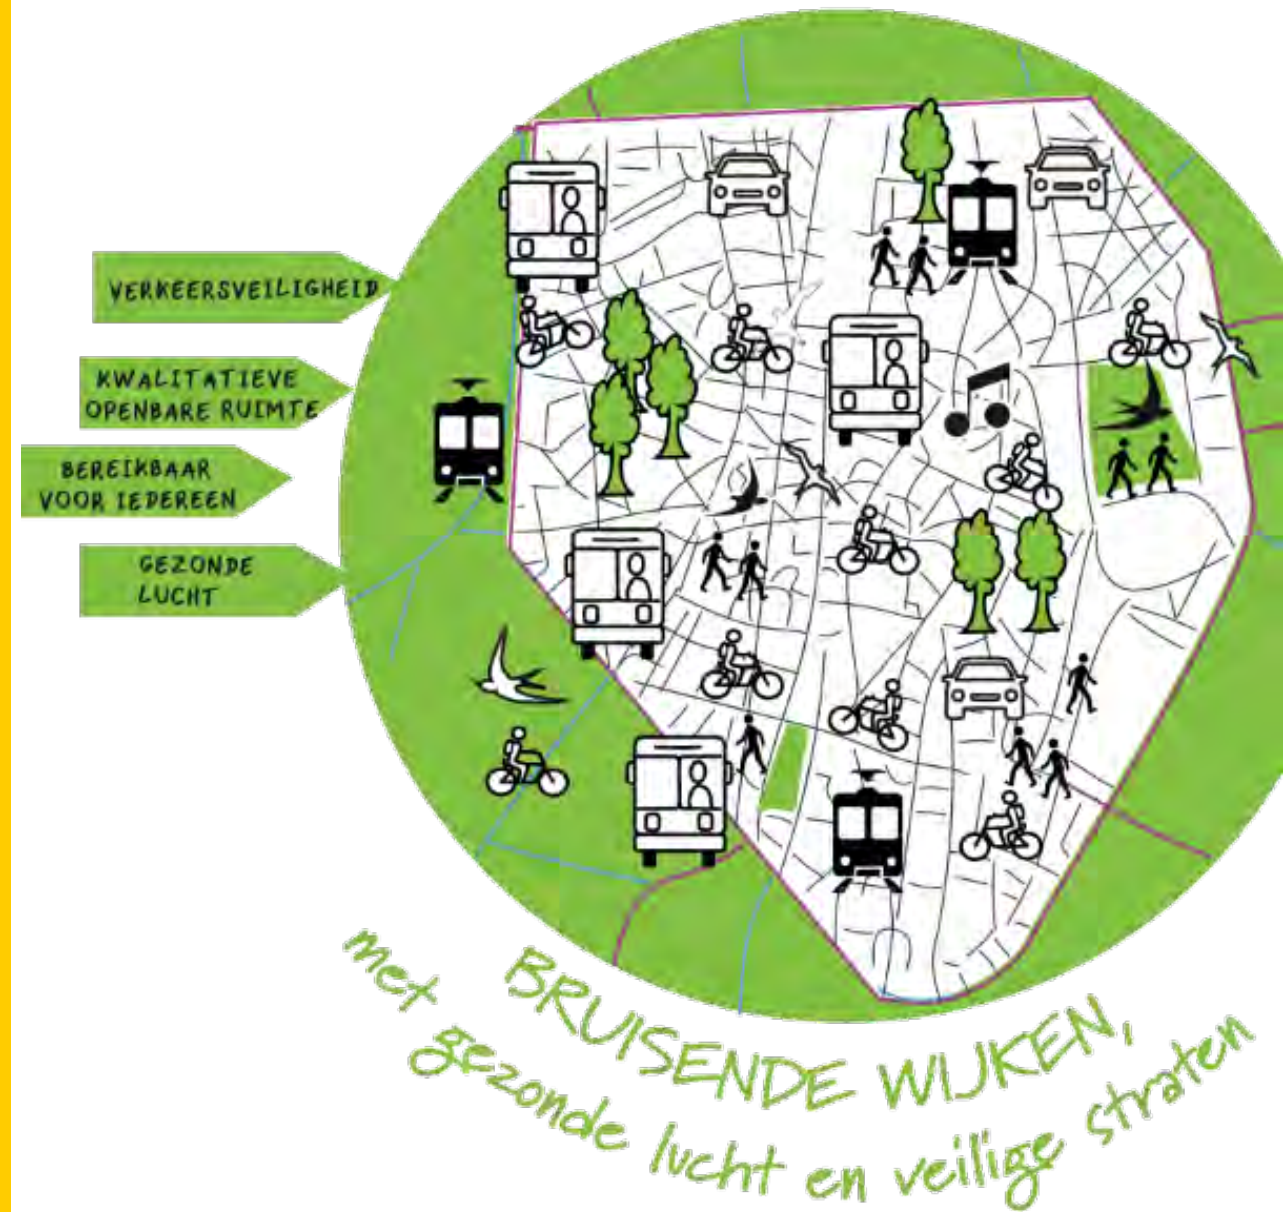 VERKEERSVEILIGHEID
KWALITATIEVE
OPENBARE RUIMTE
BEREIKBAAR
VOOR IEDEREEN
GEZONDE
LUCHT
BRUISENDE WIJKEN,
met gezonde lucht en veilige straten